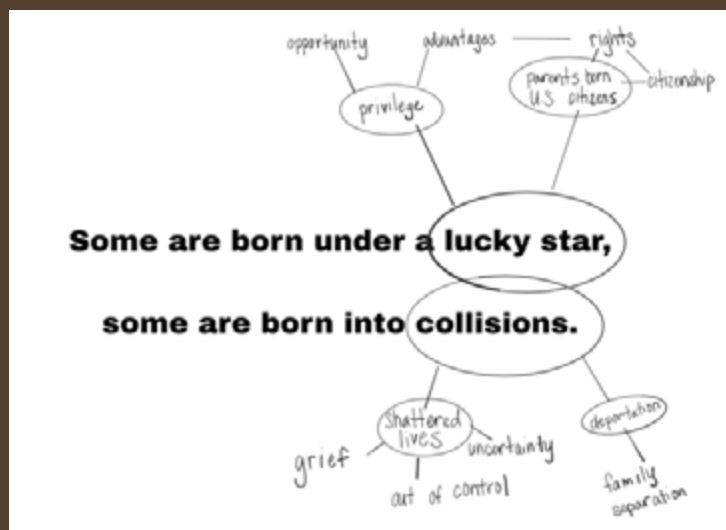 opportunity advantages rights
privilege
parents born
U.S. citizens
citizenship
Some are born under a lucky star,
some are born into collisions.
shattered
lives
deportation
grief
uncertainty
out of control
family
separation